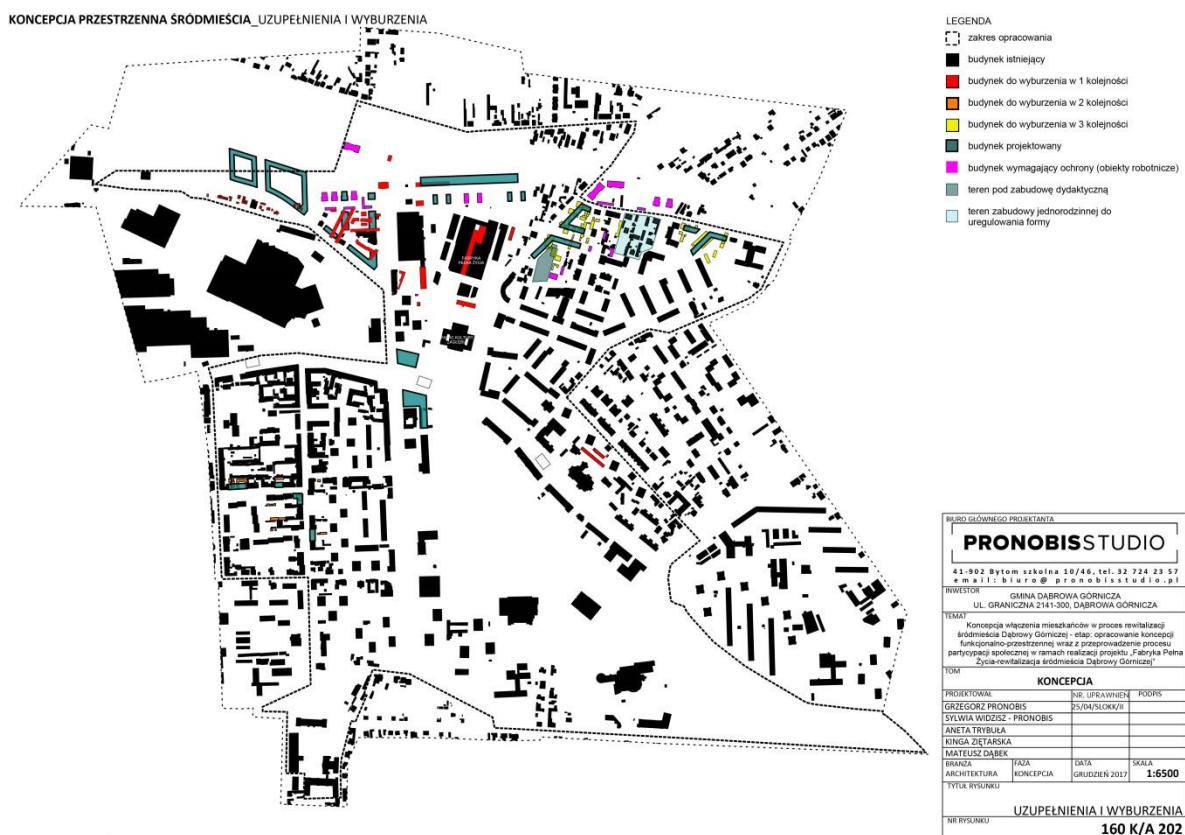 KONCEPCJA PRZESTRZENNA ŚRÓDMIEŚCIA_UZUPEŁNIENIA I WYBURZENIA
LEGENDA
zakres opracowania
budynek istniejący
budynek do wyburzenia w 1 kolejności
budynek do wyburzenia w 2 kolejności
budynek do wyburzenia w 3 kolejności
budynek projektowany
budynek wymagający ochrony (obiekty robotnicze)
teren pod zabudowę dydaktyczną
teren zabudowy jednorodzinnej do
uregulowania formy
FABRYKA
PEŁNA ŻYCIA
BIURO GŁÓWNEGO PROJEKTANTA
PRONOBISSTUDIO
41-902 Bytom szkolna 10/46, tel. 32 724 23 57
email: biuro@ pronobisstudio.pl
INWESTOR
GMINA DĄBROWA GÓRNICZA
UL. GRANICZNA 2141-300, DĄBROWA GÓRNICZA
TEMAT
Koncepcja włączenia mieszkańców w proces rewitalizacji
śródmieścia Dąbrowy Górniczej - etap: opracowanie koncepcji
funkcjonalno-przestrzennej wraz z przeprowadzenie procesu
partycypacji społecznej w ramach realizacji projektu „Fabryka Pełna
Życia-rewitalizacja śródmieścia Dąbrowy Górniczej"
TOM
KONCEPCJA
PROJEKTOWAŁ NR. UPRAWNIEŃ PODPIS
GRZEGORZ PRONOBIS 25/04/SLOKK/II
SYLWIA WIDZISZ - PRONOBIS
ANETA TRYBUŁA
KINGA ZIĘTARSKA
MATEUSZ DĄBEK
BRANŻA FAZA DATA SKALA
ARCHITEKTURA KONCEPCJA GRUDZIEŃ 2017 1:6500
TYTUŁ RYSUNKU
UZUPEŁNIENIA I WYBURZENIA
NR RYSUNKU
160 K/A 202